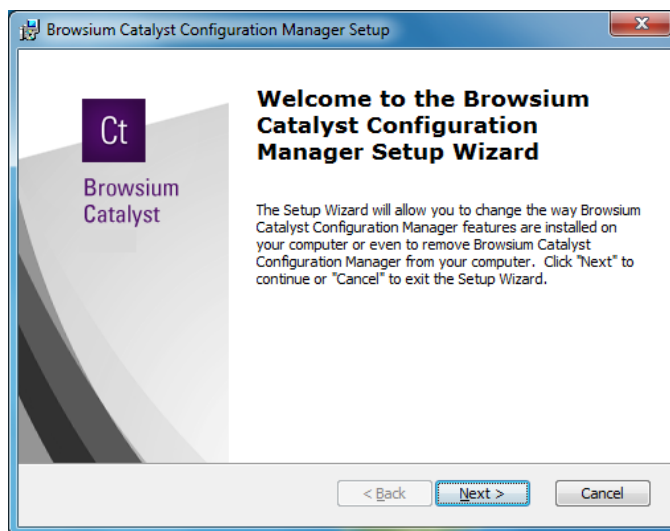 Browsium Catalyst Configuration Manager Setup
X
Ct
Browsium
Catalyst
Welcome to the Browsium
Catalyst Configuration
Manager Setup Wizard
The Setup Wizard will allow you to change the way Browsium
Catalyst Configuration Manager features are installed on
your computer or even to remove Browsium Catalyst
Configuration Manager from your computer.  Click "Next" to
continue or "Cancel" to exit the Setup Wizard.
< Back
Next >
Cancel